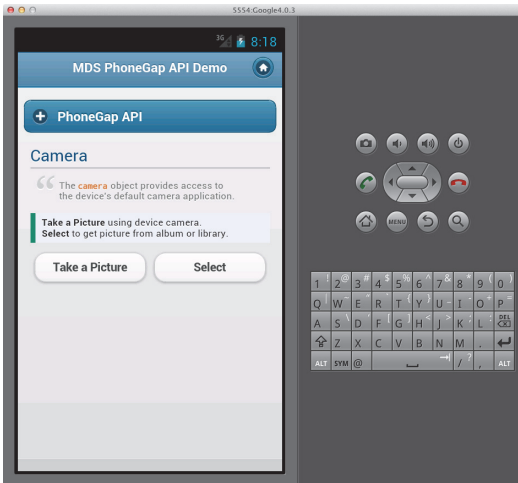 5554:Google4.0.3
3G 8:18
MDS PhoneGap API Demo
PhoneGap API
Camera
The camera object provides access to
the device's default camera application.
Take a Picture using device camera.
Select to get picture from album or library.
Take a Picture Select
MENU
1 ! 2 @ 3 # 4 $ 5 % 6 ^ 7 & 8 * 9 ( 0 )
Q | W ~ E " R ` T { Y } U - I - O + P =
A S \ D ' F [ G ] H < J > K ; L : DEL
Z X C V B N M .
ALT SYM @ / ? , ALT